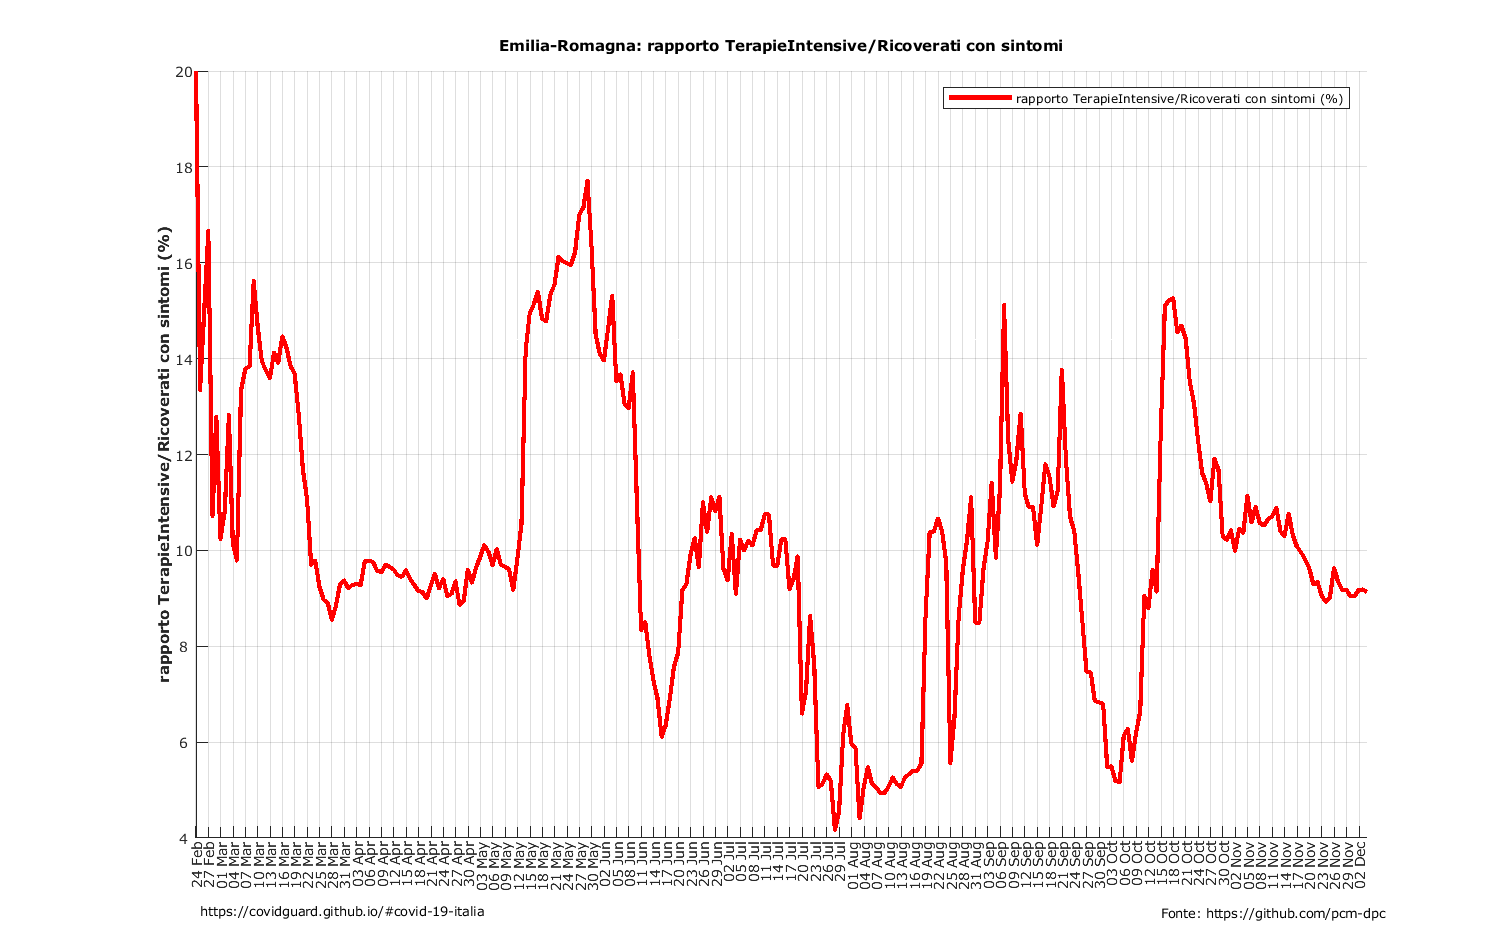 Emilia-Romagna: rapporto TerapieIntensive/Ricoverati con sintomi
rapporto TerapieIntensive/Ricoverati con sintomi (%)
rapporto TerapieIntensive/Ricoverati con sintomi (%)
20
18
16
14
12
10
8
6
4
24 Feb
27 Feb
01 Mar
04 Mar
07 Mar
10 Mar
13 Mar
16 Mar
19 Mar
22 Mar
25 Mar
28 Mar
31 Mar
03 Apr
06 Apr
09 Apr
12 Apr
15 Apr
18 Apr
21 Apr
24 Apr
27 Apr
30 Apr
03 May
06 May
09 May
12 May
15 May
18 May
21 May
24 May
27 May
30 May
02 Jun
05 Jun
08 Jun
11 Jun
14 Jun
17 Jun
20 Jun
23 Jun
26 Jun
29 Jun
02 Jul
05 Jul
08 Jul
11 Jul
14 Jul
17 Jul
20 Jul
23 Jul
26 Jul
29 Jul
01 Aug
04 Aug
07 Aug
10 Aug
13 Aug
16 Aug
19 Aug
22 Aug
25 Aug
28 Aug
31 Aug
03 Sep
06 Sep
09 Sep
12 Sep
15 Sep
18 Sep
21 Sep
24 Sep
27 Sep
30 Sep
03 Oct
06 Oct
09 Oct
12 Oct
15 Oct
18 Oct
21 Oct
24 Oct
27 Oct
30 Oct
02 Nov
05 Nov
08 Nov
11 Nov
14 Nov
17 Nov
20 Nov
23 Nov
26 Nov
29 Nov
02 Dec
https://covidguard.github.io/#covid-19-italia
Fonte: https://github.com/pcm-dpc